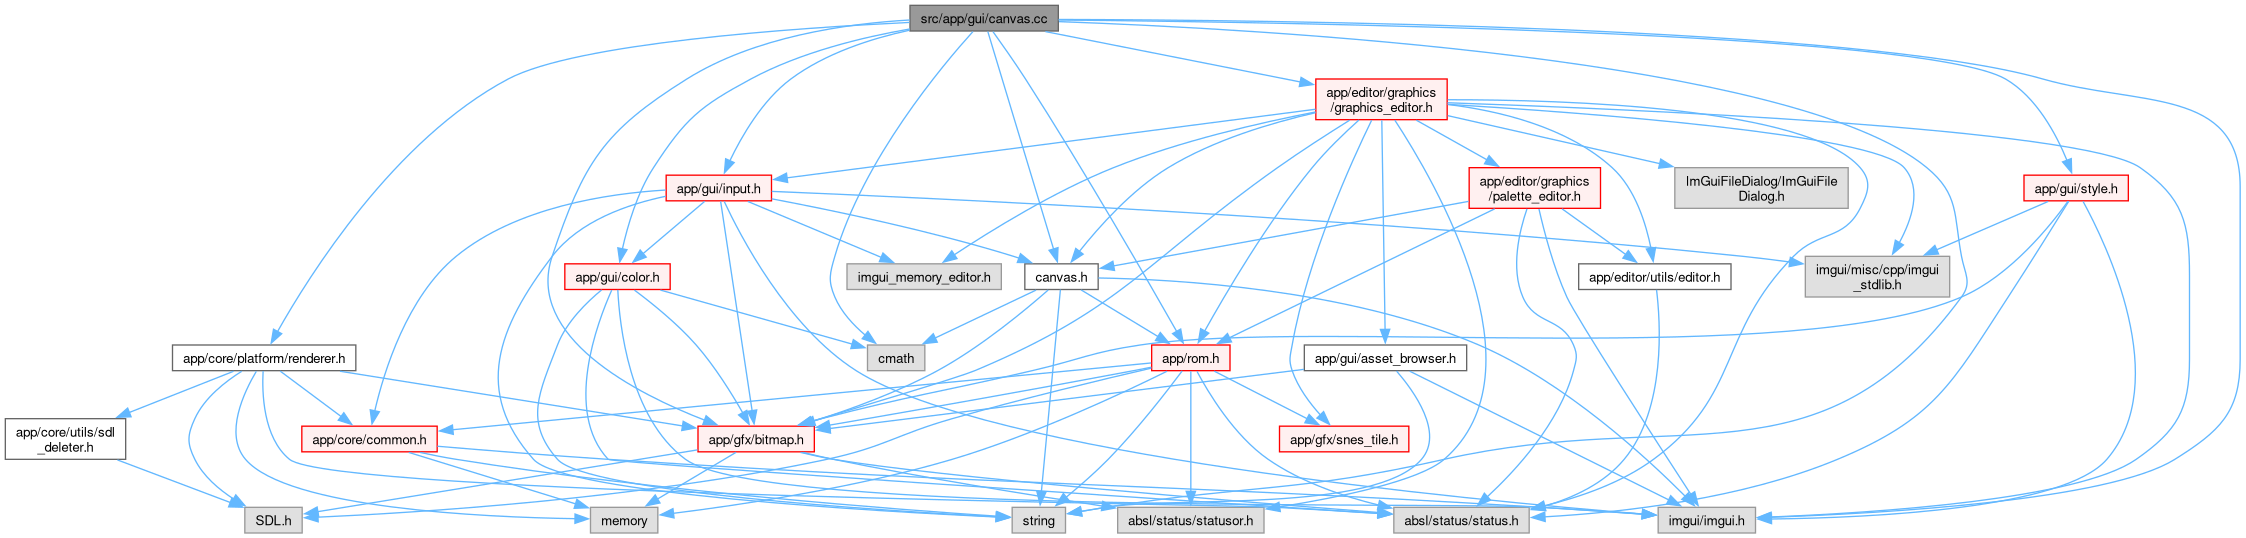 src/app/gui/canvas.cc
app/editor/graphics
/graphics_editor.h
app/gui/input.h
app/editor/graphics
/palette_editor.h
ImGuiFileDialog/ImGuiFile
Dialog.h
app/gui/style.h
app/gui/color.h
imgui_memory_editor.h
canvas.h
app/editor/utils/editor.h
imgui/misc/cpp/imgui
_stdlib.h
app/core/platform/renderer.h
cmath
app/rom.h
app/gui/asset_browser.h
app/core/utils/sdl
_deleter.h
app/core/common.h
app/gfx/bitmap.h
app/gfx/snes_tile.h
SDL.h
memory
string
absl/status/statusor.h
absl/status/status.h
imgui/imgui.h